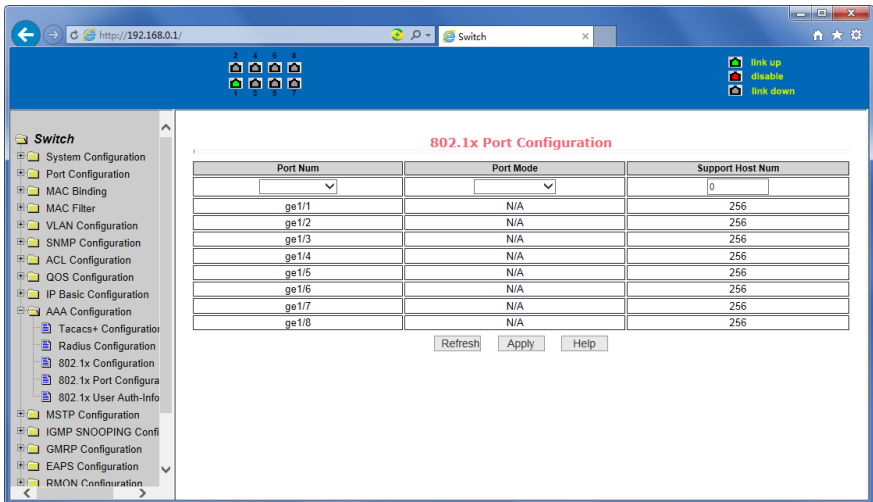 http://192.168.0.1/
Switch
2 4 6 8
1 3 5 7
link up
disable
link down
Switch
System Configuration
Port Configuration
MAC Binding
MAC Filter
VLAN Configuration
SNMP Configuration
ACL Configuration
QOS Configuration
IP Basic Configuration
AAA Configuration
Tacacs+ Configuration
Radius Configuration
802.1x Configuration
802.1x Port Configura
802.1x User Auth-Info
MSTP Configuration
IGMP SNOOPING Confi
GMRP Configuration
EAPS Configuration
RMON Configuration
802.1x Port Configuration
Port Num Port Mode Support Host Num
0
ge1/1 N/A 256
ge1/2 N/A 256
ge1/3 N/A 256
ge1/4 N/A 256
ge1/5 N/A 256
ge1/6 N/A 256
ge1/7 N/A 256
ge1/8 N/A 256
Refresh Apply Help